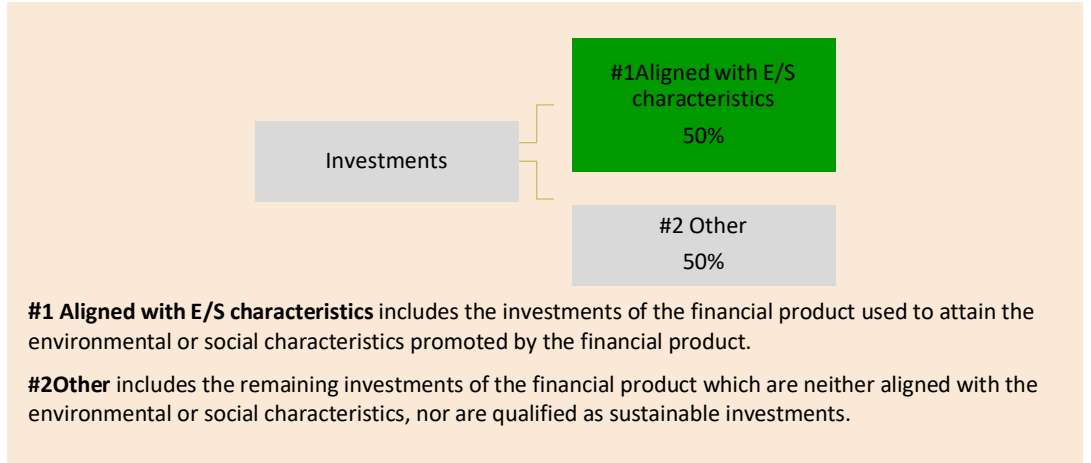 #1Aligned with E/S
characteristics
50%
Investments
#2 Other
50%
#1 Aligned with E/S characteristics includes the investments of the financial product used to attain the
environmental or social characteristics promoted by the financial product.
#2Other includes the remaining investments of the financial product which are neither aligned with the
environmental or social characteristics, nor are qualified as sustainable investments.